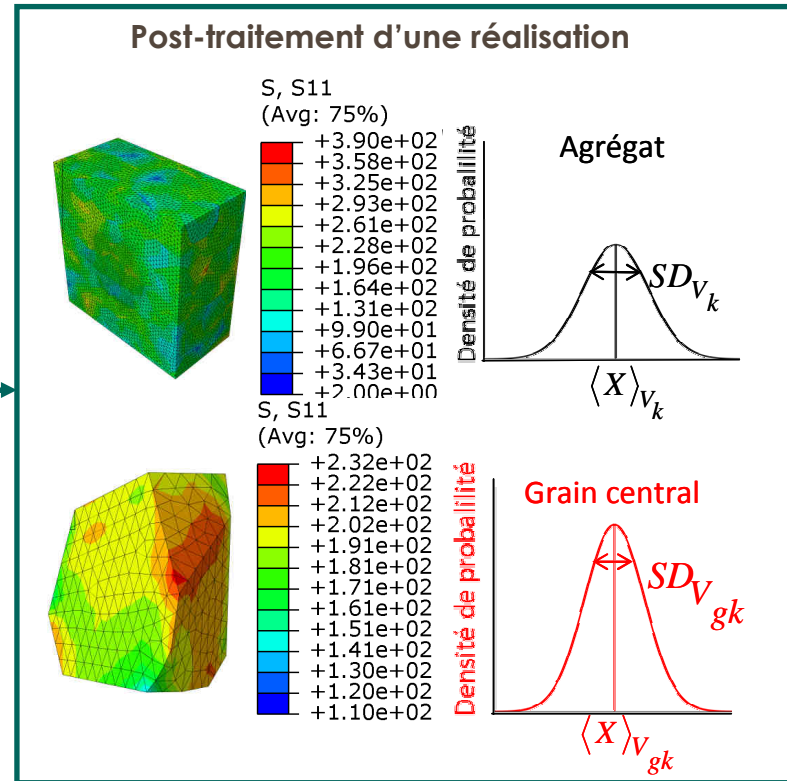 Post-traitement d'une réalisation
S, S11
(Avg: 75%)
+3.90e+02
+3.58e+02
+3.25e+02
+2.93e+02
+2.61e+02
+2.28e+02
+1.96e+02
+1.64e+02
+1.31e+02
+9.90e+01
+6.67e+01
+3.43e+01
+2.00e+00
Densité de probalilité
Agrégat
SD_{V_k}
⟨X⟩_{V_k}
S, S11
(Avg: 75%)
+2.32e+02
+2.22e+02
+2.12e+02
+2.02e+02
+1.91e+02
+1.81e+02
+1.71e+02
+1.61e+02
+1.51e+02
+1.41e+02
+1.30e+02
+1.20e+02
+1.10e+02
Densité de probalilité
Grain central
SD_{V_{gk}}
⟨X⟩_{V_{gk}}